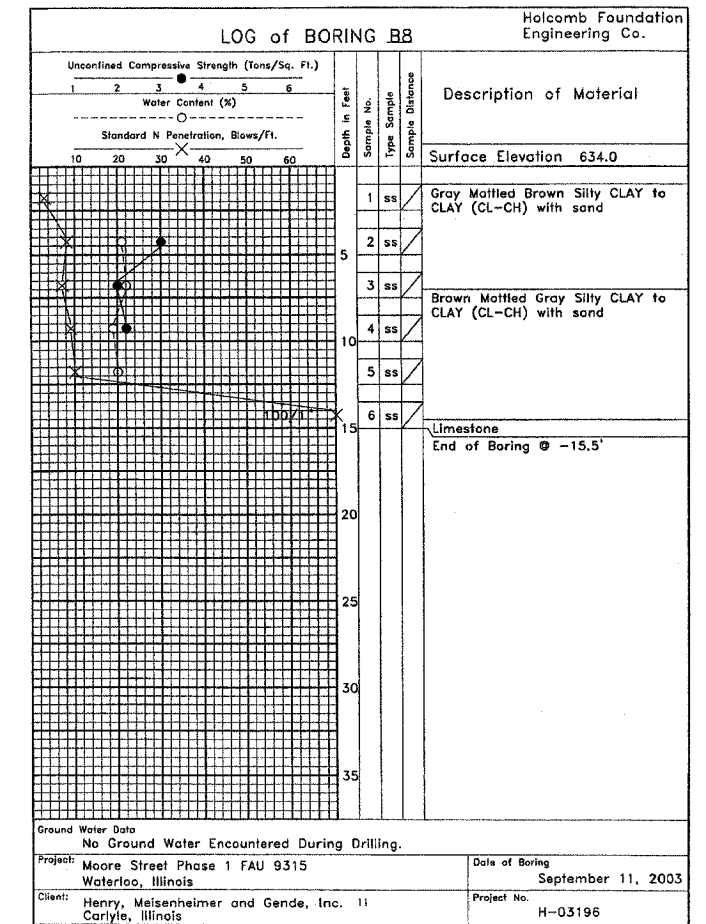 Holcomb Foundation
Engineering Co.
LOG of BORING B8
Unconfined Compressive Strength (Tons/Sq. Ft.)
1 2 3 4 5 6
Water Content (%)
Standard N Penetration, Blows/Ft.
10 20 30 40 50 60
Depth in Feet
Sample No.
Type Sample
Sample Distance
Description of Material
Surface Elevation 634.0
1 ss
Gray Mottled Brown Silty CLAY to
CLAY (CL-CH) with sand
2 ss
5
3 ss
Brown Mottled Gray Silty CLAY to
CLAY (CL-CH) with sand
4 ss
10
5 ss
100/1"
6 ss
15
Limestone
End of Boring @ -15.5'
20
25
30
35
Ground Water Data
No Ground Water Encountered During Drilling.
Project: Moore Street Phase 1 FAU 9315
Waterloo, Illinois
Date of Boring
September 11, 2003
Client: Henry, Meisenheimer and Gende, Inc. 11
Carlyle, Illinois
Project No.
H-03196